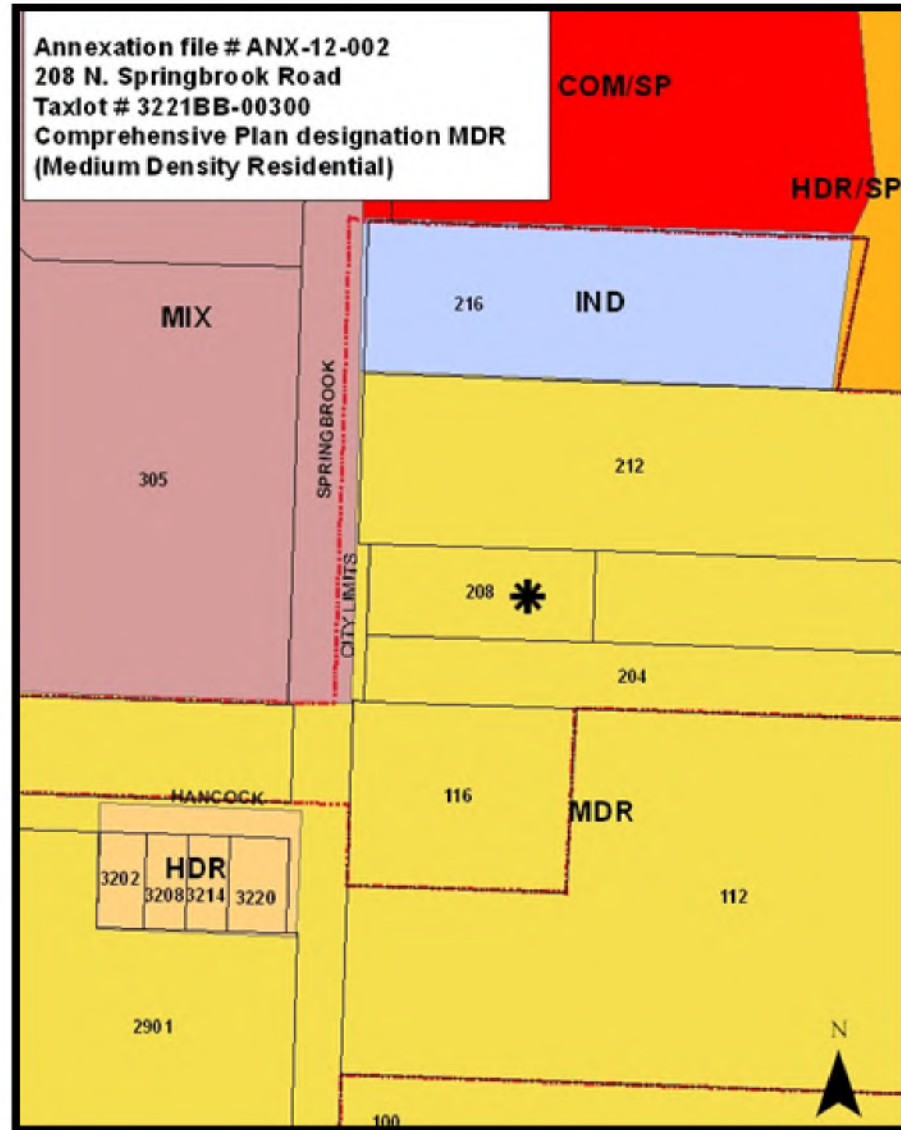 Annexation file # ANX-12-002
208 N. Springbrook Road
Taxlot # 3221BB-00300
Comprehensive Plan designation MDR
(Medium Density Residential)
COM/SP
HDR/SP
216
IND
MIX
SPRINGBROOK
305
212
CITY LIMITS
208
204
HANCOCK
116
MDR
HDR
3202
3208
3214
3220
112
2901
N
100